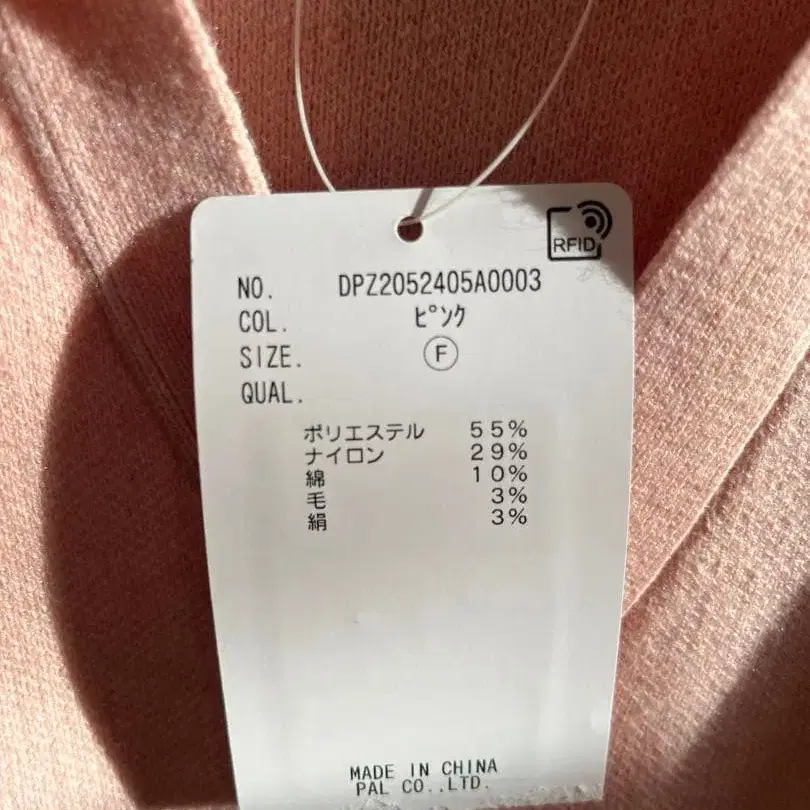 RFID
NO. DPZ2052405A0003
COL. ﾋﾟﾝｸ
SIZE. F
QUAL.
ポリエステル 55%
ナイロン 29%
綿 10%
毛 3%
絹 3%
MADE IN CHINA
PAL CO.,LTD.